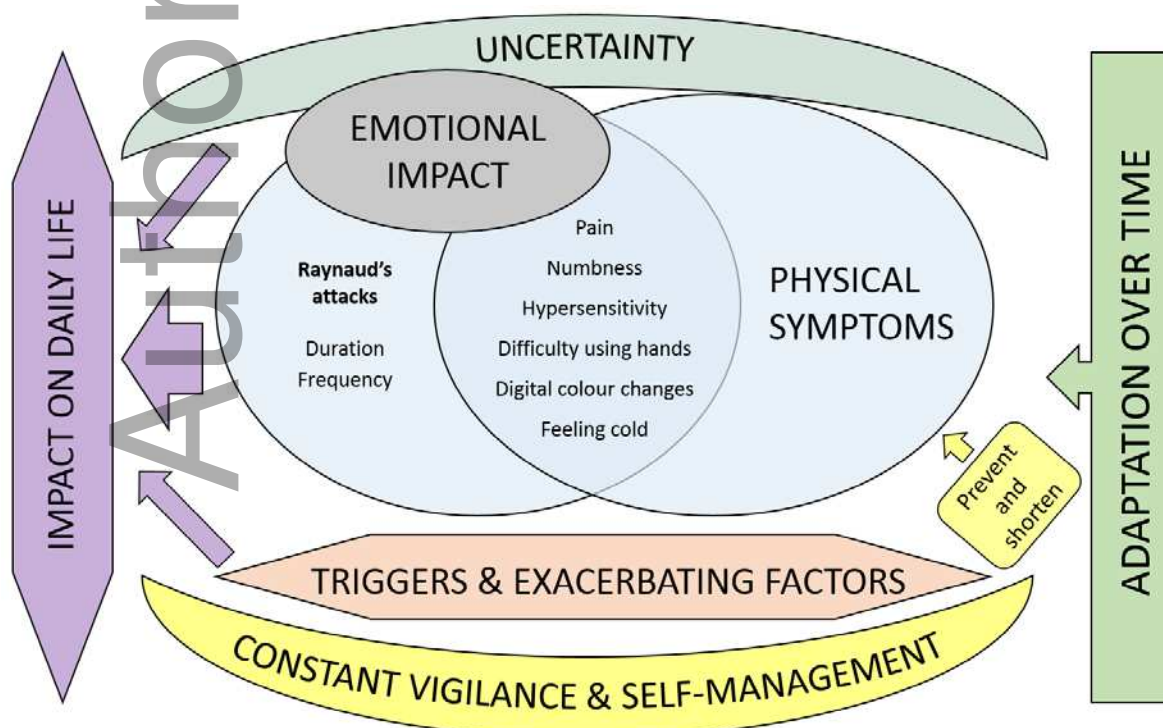 UNCERTAINTY
EMOTIONAL
IMPACT
Raynaud's
attacks
Duration
Frequency
Pain
Numbness
Hypersensitivity
Difficulty using hands
Digital colour changes
Feeling cold
PHYSICAL
SYMPTOMS
IMPACT ON DAILY LIFE
ADAPTATION OVER TIME
Prevent
and
shorten
TRIGGERS & EXACERBATING FACTORS
CONSTANT VIGILANCE & SELF-MANAGEMENT
Author